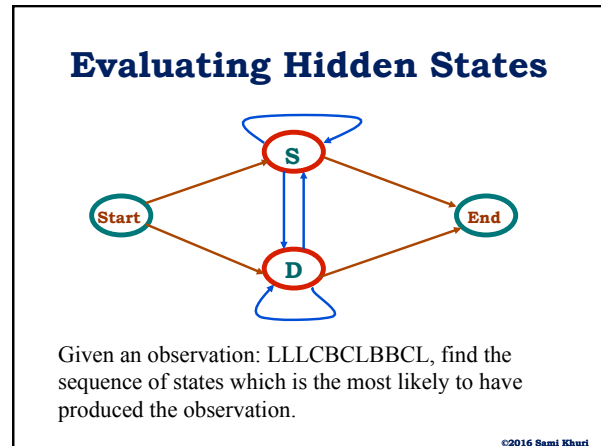 Evaluating Hidden States
S
Start
End
D
Given an observation: LLLCBCLBBCL, find the
sequence of states which is the most likely to have
produced the observation.
©2016 Sami Khuri